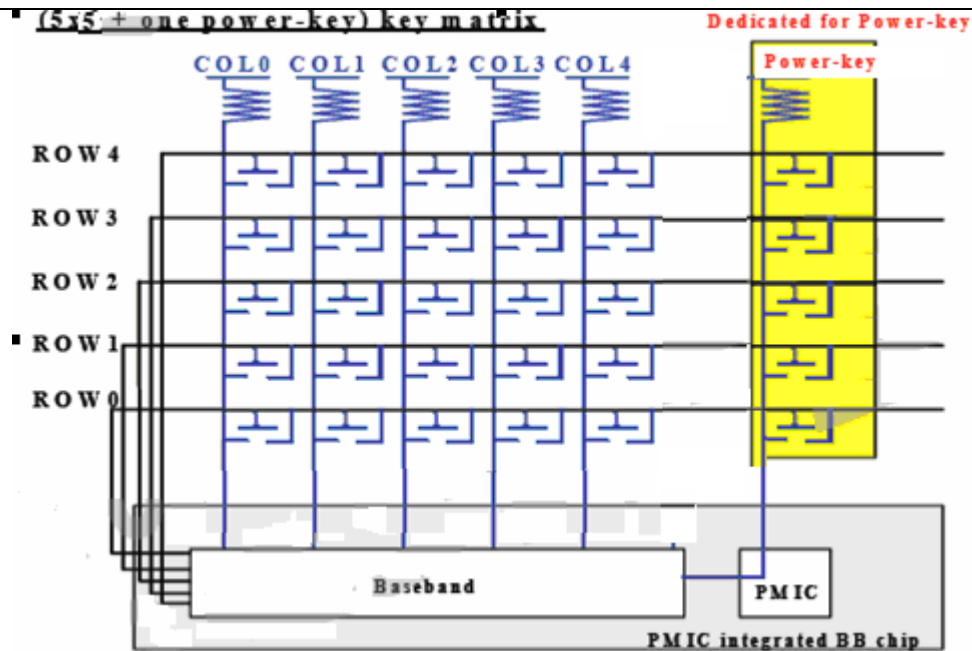 (5x5 + one power-key) key matrix
Dedicated for Power-key
Power-key
COL0 COL1 COL2 COL3 COL4
ROW4
ROW3
ROW2
ROW1
ROW0
Baseband
PMIC
PMIC integrated BB chip